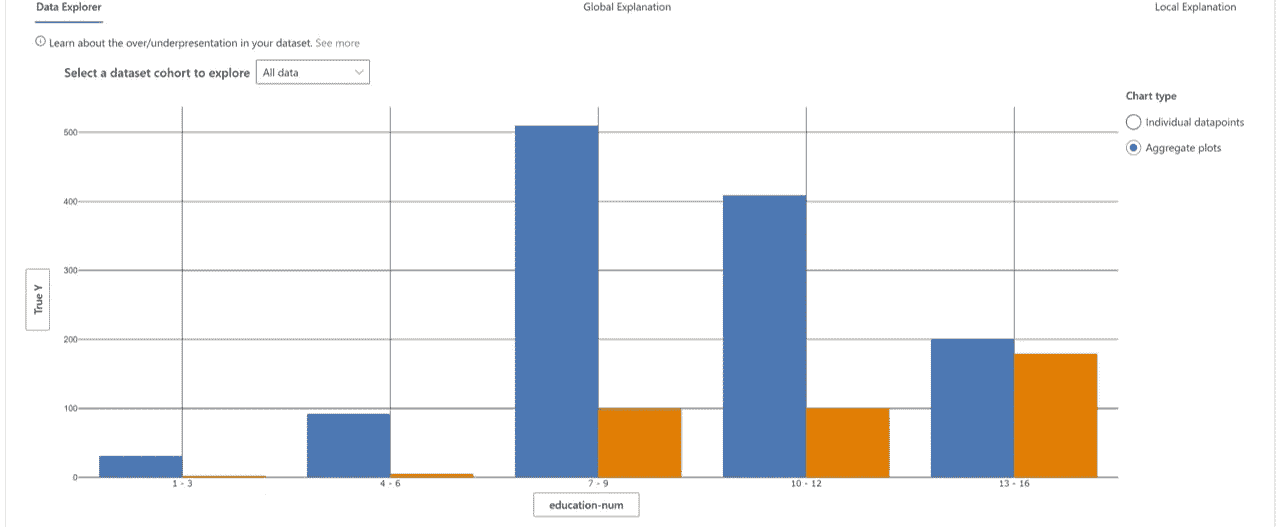 Data Explorer
Global Explanation
Local Explanation
Learn about the over/underpresentation in your dataset. See more
Select a dataset cohort to explore
All data
Chart type
Individual datapoints
Aggregate plots
500
400
300
200
100
0
True Y
1 - 3
4 - 6
7 - 9
10 - 12
13 - 16
education-num